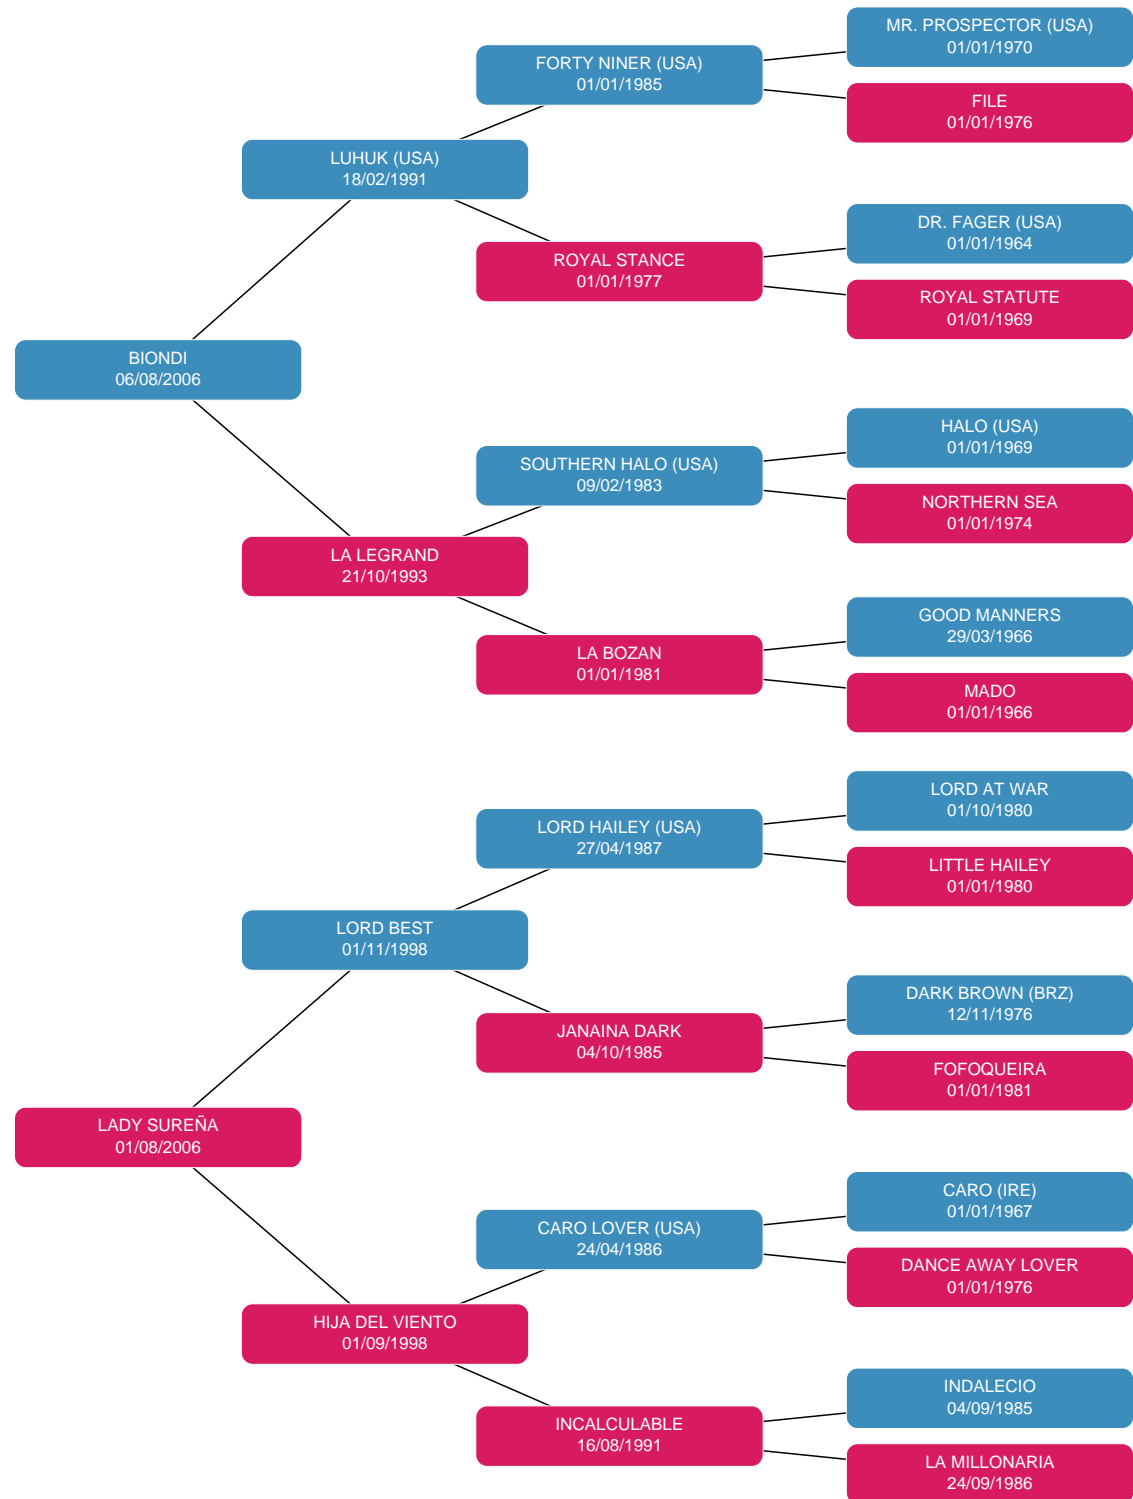 MR. PROSPECTOR (USA)
01/01/1970
FORTY NINER (USA)
01/01/1985
FILE
01/01/1976
LUHUK (USA)
18/02/1991
DR. FAGER (USA)
01/01/1964
ROYAL STANCE
01/01/1977
ROYAL STATUTE
01/01/1969
BIONDI
06/08/2006
HALO (USA)
01/01/1969
SOUTHERN HALO (USA)
09/02/1983
NORTHERN SEA
01/01/1974
LA LEGRAND
21/10/1993
GOOD MANNERS
29/03/1966
LA BOZAN
01/01/1981
MADO
01/01/1966
LORD AT WAR
01/10/1980
LORD HAILEY (USA)
27/04/1987
LITTLE HAILEY
01/01/1980
LORD BEST
01/11/1998
DARK BROWN (BRZ)
12/11/1976
JANAINA DARK
04/10/1985
FOFOQUEIRA
01/01/1981
LADY SUREÑA
01/08/2006
CARO (IRE)
01/01/1967
CARO LOVER (USA)
24/04/1986
DANCE AWAY LOVER
01/01/1976
HIJA DEL VIENTO
01/09/1998
INDALECIO
04/09/1985
INCALCULABLE
16/08/1991
LA MILLONARIA
24/09/1986